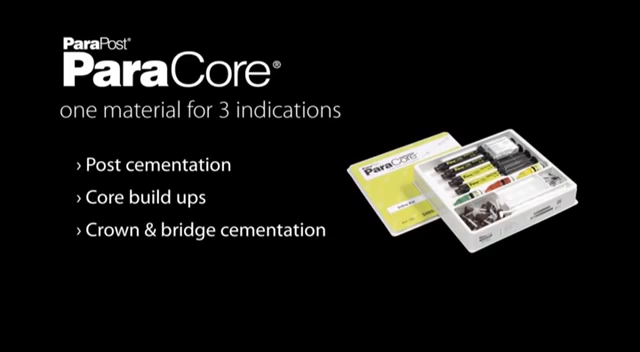 ParaPost®
ParaCore®
one material for 3 indications
› Post cementation
› Core build ups
› Crown & bridge cementation
ParaCore